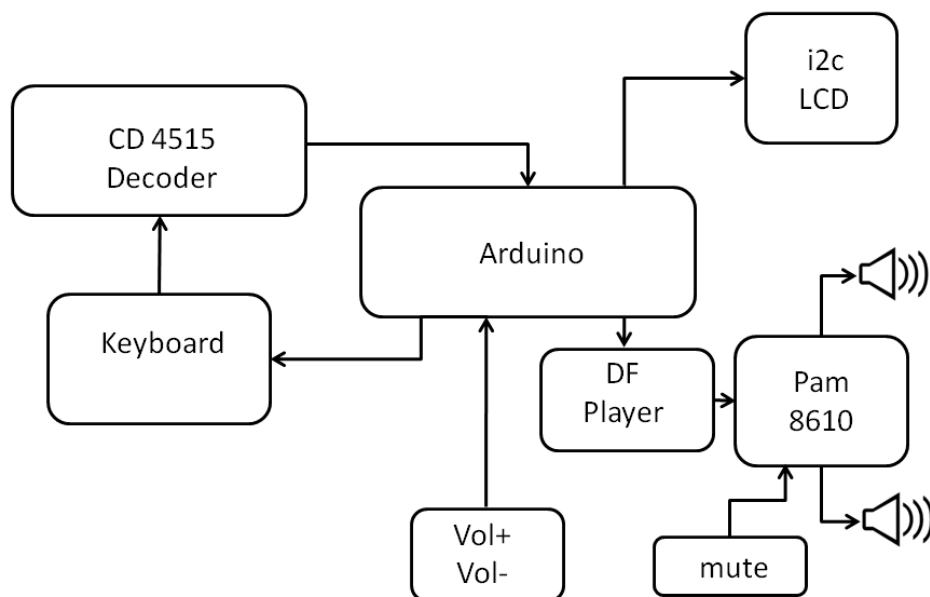 i2c
LCD
CD 4515
Decoder
Arduino
Keyboard
DF
Player
Pam
8610
Vol+
Vol-
mute